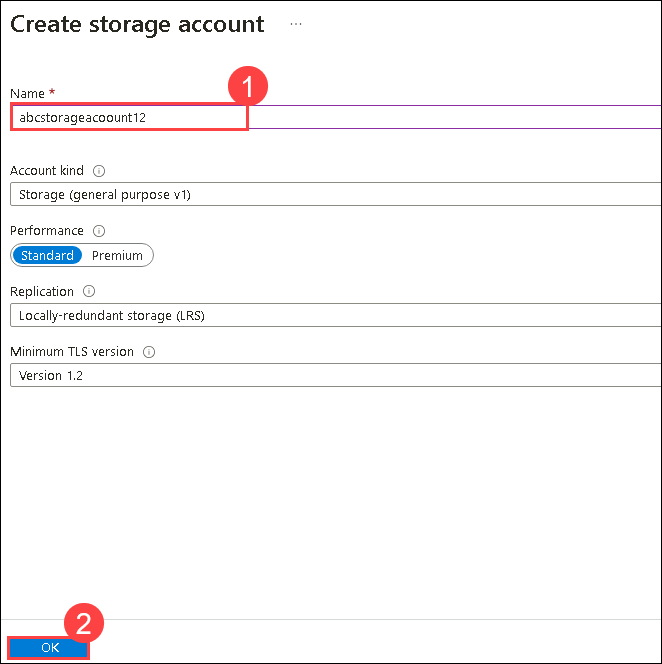 Create storage account ...
1
Name *
abcstorageacoount12
Account kind
Storage (general purpose v1)
Performance
Standard Premium
Replication
Locally-redundant storage (LRS)
Minimum TLS version
Version 1.2
2
OK